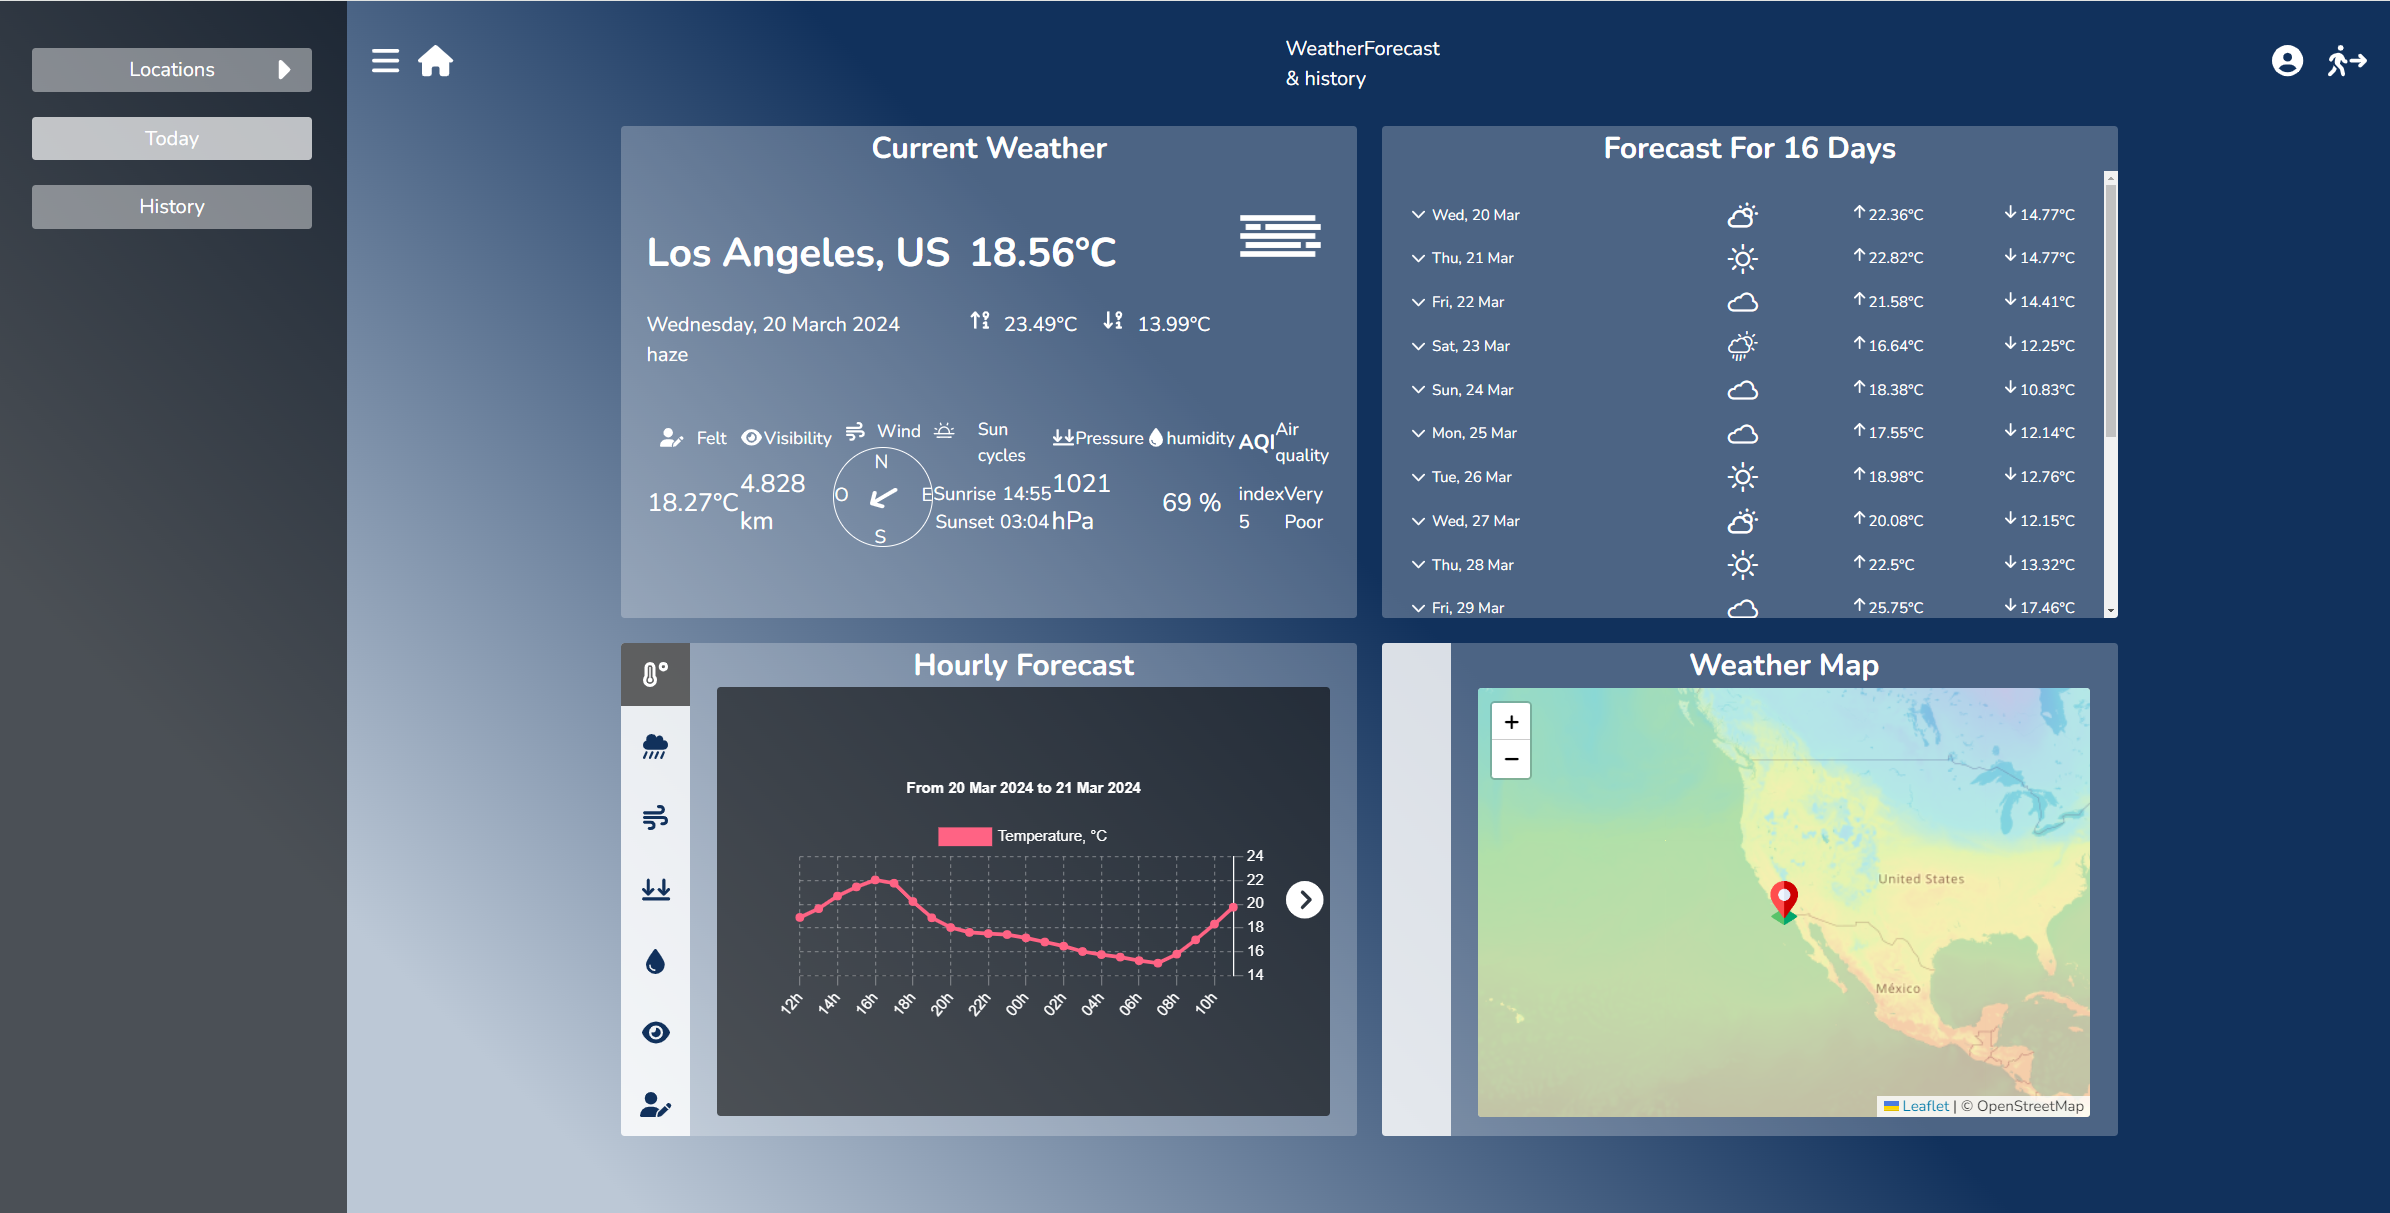 Locations
Today
History
WeatherForecast
& history
Current Weather
Los Angeles, US 18.56°C
Wednesday, 20 March 2024 23.49°C 13.99°C
haze
Felt
18.27°C
Visibility
4.828
km
Wind
N
O E
S
Sun
cycles
Sunrise 14:55
Sunset 03:04
Pressure
1021
hPa
humidity
69 %
AQI Air
quality
index Very
5 Poor
Forecast For 16 Days
Wed, 20 Mar 22.36°C 14.77°C
Thu, 21 Mar 22.82°C 14.77°C
Fri, 22 Mar 21.58°C 14.41°C
Sat, 23 Mar 16.64°C 12.25°C
Sun, 24 Mar 18.38°C 10.83°C
Mon, 25 Mar 17.55°C 12.14°C
Tue, 26 Mar 18.98°C 12.76°C
Wed, 27 Mar 20.08°C 12.15°C
Thu, 28 Mar 22.5°C 13.32°C
Fri, 29 Mar 25.75°C 17.46°C
Hourly Forecast
From 20 Mar 2024 to 21 Mar 2024
Temperature, °C
24
22
20
18
16
14
12h 14h 16h 18h 20h 22h 00h 02h 04h 06h 08h 10h
Weather Map
+
−
United States
México
Leaflet | © OpenStreetMap